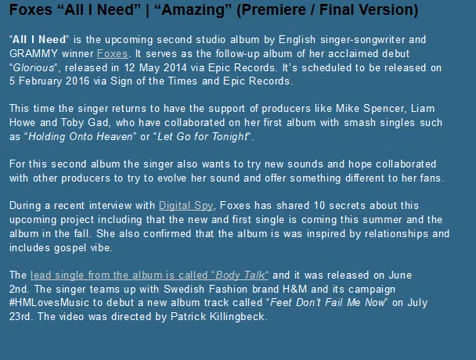 Foxes “All I Need” | “Amazing” (Premiere / Final Version)
“All I Need” is the upcoming second studio album by English singer-songwriter and
GRAMMY winner Foxes. It serves as the follow-up album of her acclaimed debut
“Glorious“, released in 12 May 2014 via Epic Records. It’s scheduled to be released on
5 February 2016 via Sign of the Times and Epic Records.
This time the singer returns to have the support of producers like Mike Spencer, Liam
Howe and Toby Gad, who have collaborated on her first album with smash singles such
as “Holding Onto Heaven” or “Let Go for Tonight“.
For this second album the singer also wants to try new sounds and hope collaborated
with other producers to try to evolve her sound and offer something different to her fans.
During a recent interview with Digital Spy, Foxes has shared 10 secrets about this
upcoming project including that the new and first single is coming this summer and the
album in the fall. She also confirmed that the album is was inspired by relationships and
includes gospel vibe.
The lead single from the album is called “Body Talk” and it was released on June
2nd. The singer teams up with Swedish Fashion brand H&M and its campaign
#HMLovesMusic to debut a new album track called “Feet Don’t Fail Me Now” on July
23rd. The video was directed by Patrick Killingbeck.